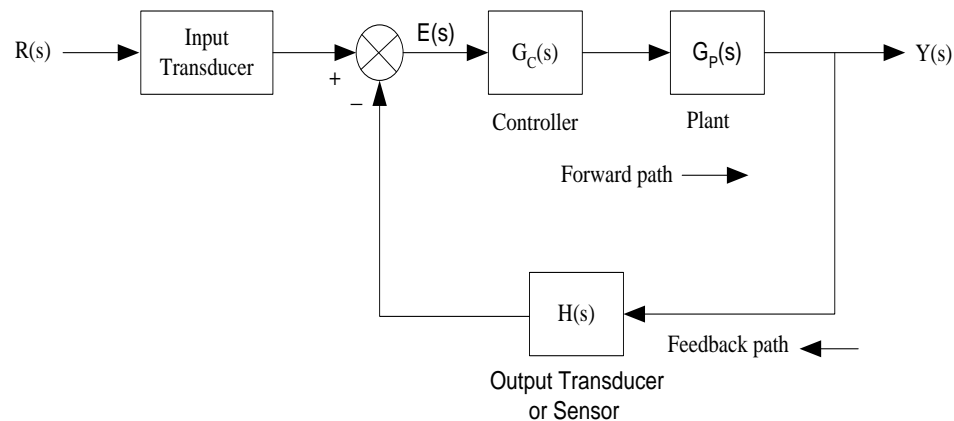 R(s)
Input
Transducer
+
−
E(s)
G_C(s)
Controller
G_P(s)
Plant
Y(s)
Forward path
H(s)
Feedback path
Output Transducer
or Sensor